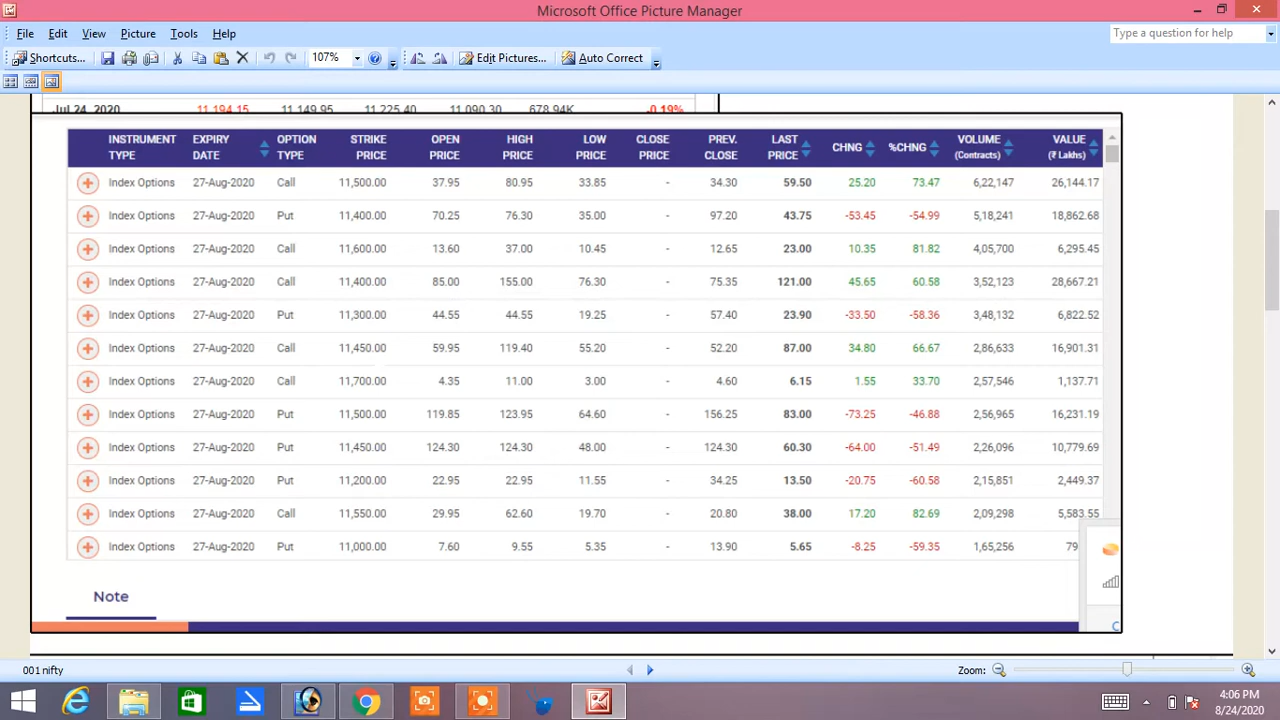 Microsoft Office Picture Manager
File Edit View Picture Tools Help
Type a question for help
Shortcuts... 107% Edit Pictures... Auto Correct
Jul 24, 2020 11,194.15 11,149.95 11,225.40 11,090.30 678.94K -0.19%
INSTRUMENT TYPE EXPIRY DATE OPTION TYPE STRIKE PRICE OPEN PRICE HIGH PRICE LOW PRICE CLOSE PRICE PREV. CLOSE LAST PRICE CHNG %CHNG VOLUME (Contracts) VALUE (₹ Lakhs)
Index Options 27-Aug-2020 Call 11,500.00 37.95 80.95 33.85 - 34.30 59.50 25.20 73.47 6,22,147 26,144.17
Index Options 27-Aug-2020 Put 11,400.00 70.25 76.30 35.00 - 97.20 43.75 -53.45 -54.99 5,18,241 18,862.68
Index Options 27-Aug-2020 Call 11,600.00 13.60 37.00 10.45 - 12.65 23.00 10.35 81.82 4,05,700 6,295.45
Index Options 27-Aug-2020 Call 11,400.00 85.00 155.00 76.30 - 75.35 121.00 45.65 60.58 3,52,123 28,667.21
Index Options 27-Aug-2020 Put 11,300.00 44.55 44.55 19.25 - 57.40 23.90 -33.50 -58.36 3,48,132 6,822.52
Index Options 27-Aug-2020 Call 11,450.00 59.95 119.40 55.20 - 52.20 87.00 34.80 66.67 2,86,633 16,901.31
Index Options 27-Aug-2020 Call 11,700.00 4.35 11.00 3.00 - 4.60 6.15 1.55 33.70 2,57,546 1,137.71
Index Options 27-Aug-2020 Put 11,500.00 119.85 123.95 64.60 - 156.25 83.00 -73.25 -46.88 2,56,965 16,231.19
Index Options 27-Aug-2020 Put 11,450.00 124.30 124.30 48.00 - 124.30 60.30 -64.00 -51.49 2,26,096 10,779.69
Index Options 27-Aug-2020 Put 11,200.00 22.95 22.95 11.55 - 34.25 13.50 -20.75 -60.58 2,15,851 2,449.37
Index Options 27-Aug-2020 Call 11,550.00 29.95 62.60 19.70 - 20.80 38.00 17.20 82.69 2,09,298 5,583.55
Index Options 27-Aug-2020 Put 11,000.00 7.60 9.55 5.35 - 13.90 5.65 -8.25 -59.35 1,65,256 79
Note
001 nifty
Zoom:
4:06 PM
8/24/2020